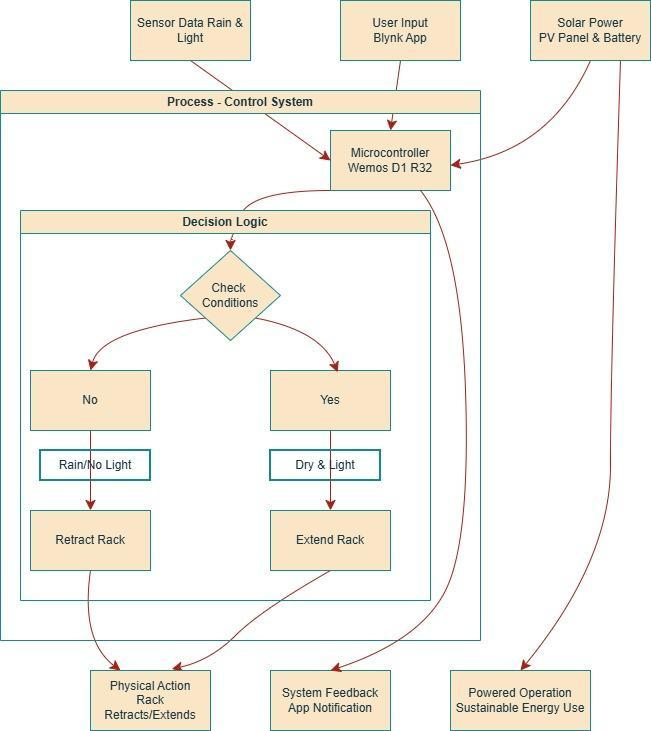 Sensor Data Rain &
Light
User Input
Blynk App
Solar Power
PV Panel & Battery
Process - Control System
Microcontroller
Wemos D1 R32
Decision Logic
Check
Conditions
No
Yes
Rain/No Light
Dry & Light
Retract Rack
Extend Rack
Physical Action
Rack
Retracts/Extends
System Feedback
App Notification
Powered Operation
Sustainable Energy Use